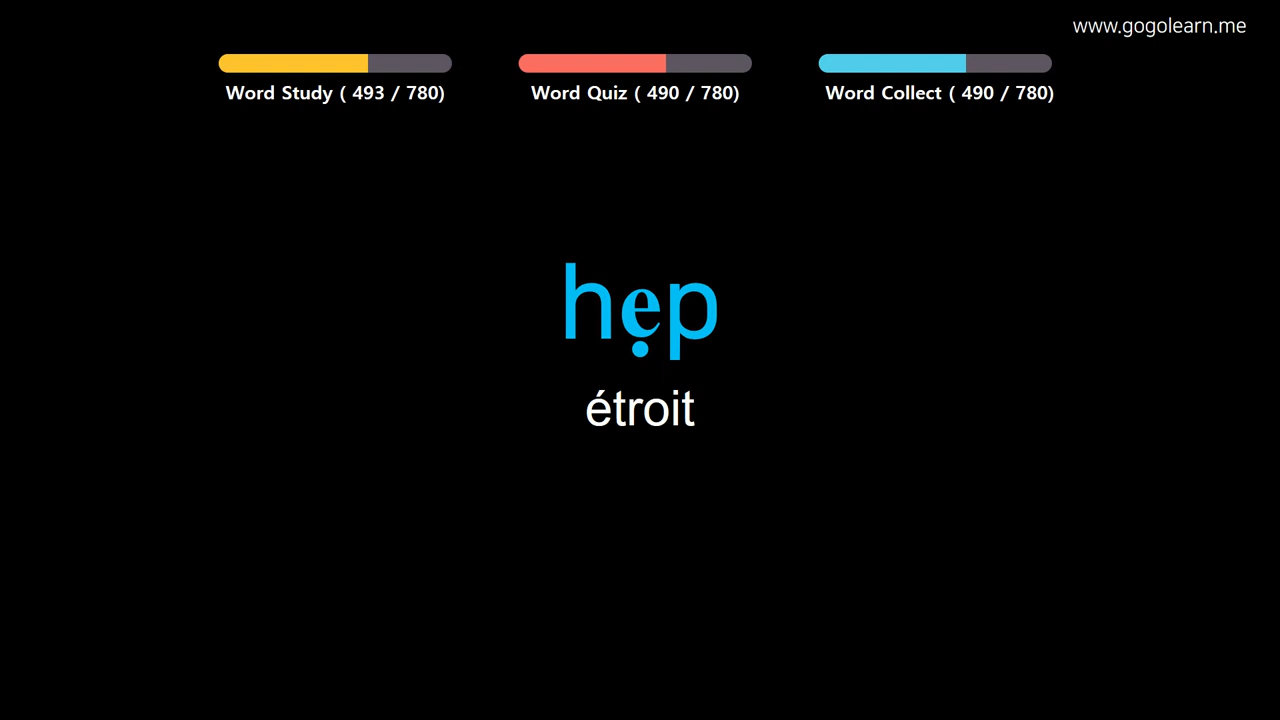 www.gogolearn.me
Word Study ( 493 / 780)
Word Quiz ( 490 / 780)
Word Collect ( 490 / 780)
hẹp
étroit